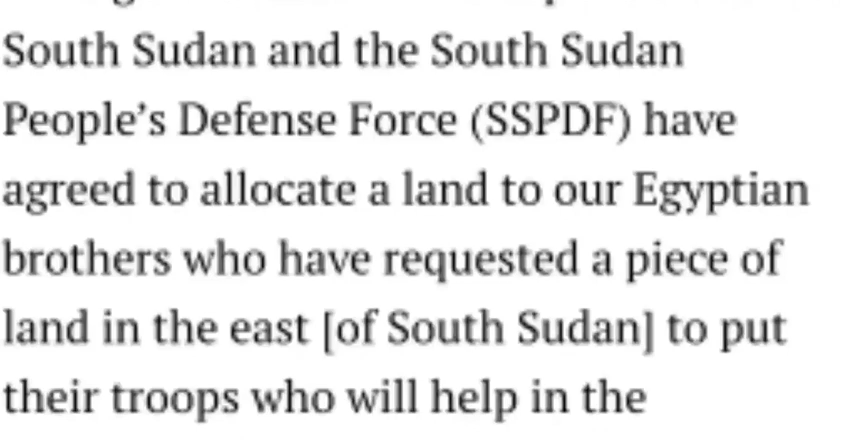 South Sudan and the South Sudan
People's Defense Force (SSPDF) have
agreed to allocate a land to our Egyptian
brothers who have requested a piece of
land in the east [of South Sudan] to put
their troops who will help in the